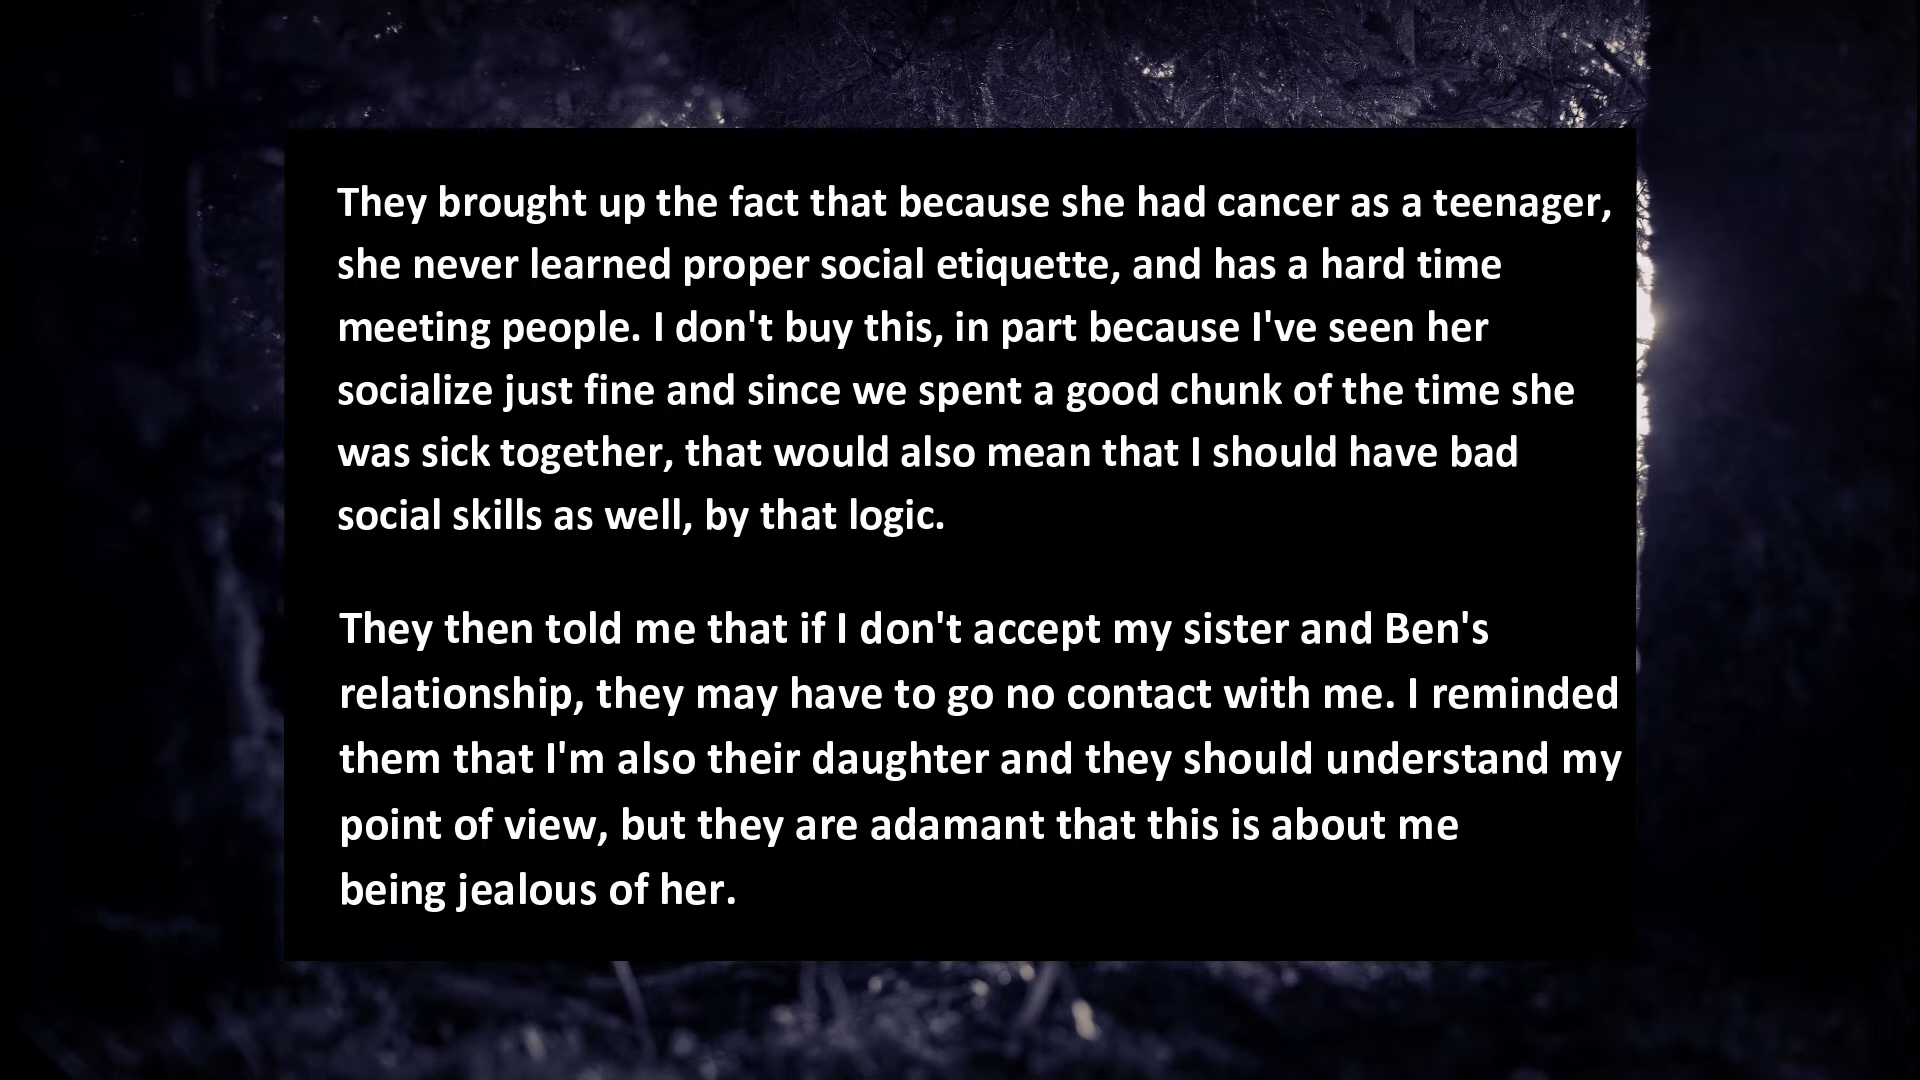 They brought up the fact that because she had cancer as a teenager,
she never learned proper social etiquette, and has a hard time
meeting people. I don't buy this, in part because I've seen her
socialize just fine and since we spent a good chunk of the time she
was sick together, that would also mean that I should have bad
social skills as well, by that logic.
They then told me that if I don't accept my sister and Ben's
relationship, they may have to go no contact with me. I reminded
them that I'm also their daughter and they should understand my
point of view, but they are adamant that this is about me
being jealous of her.